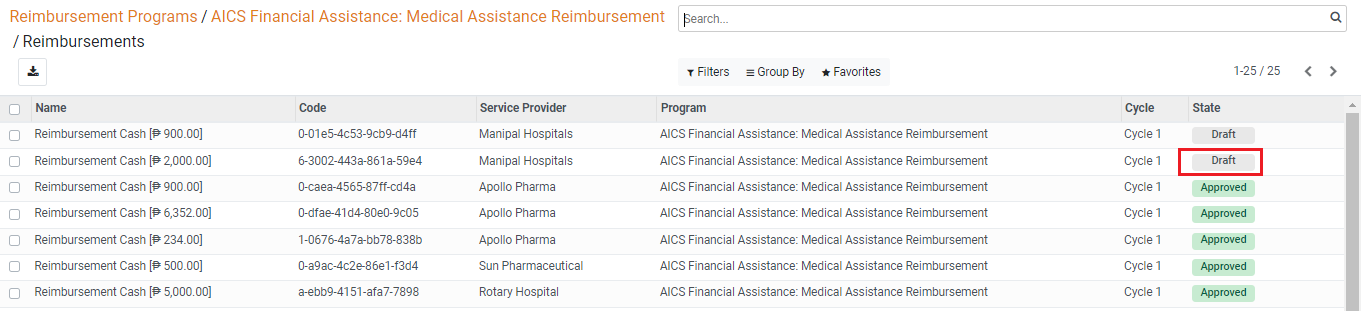 Reimbursement Programs / AICS Financial Assistance: Medical Assistance Reimbursement
/ Reimbursements
Search...
Filters Group By Favorites
1-25 / 25
Name Code Service Provider Program Cycle State
Reimbursement Cash [₱ 900.00] 0-01e5-4c53-9cb9-d4ff Manipal Hospitals AICS Financial Assistance: Medical Assistance Reimbursement Cycle 1 Draft
Reimbursement Cash [₱ 2,000.00] 6-3002-443a-861a-59e4 Manipal Hospitals AICS Financial Assistance: Medical Assistance Reimbursement Cycle 1 Draft
Reimbursement Cash [₱ 900.00] 0-caea-4565-87ff-cd4a Apollo Pharma AICS Financial Assistance: Medical Assistance Reimbursement Cycle 1 Approved
Reimbursement Cash [₱ 6,352.00] 0-dfae-41d4-80e0-9c05 Apollo Pharma AICS Financial Assistance: Medical Assistance Reimbursement Cycle 1 Approved
Reimbursement Cash [₱ 234.00] 1-0676-4a7a-bb78-838b Apollo Pharma AICS Financial Assistance: Medical Assistance Reimbursement Cycle 1 Approved
Reimbursement Cash [₱ 500.00] 0-a9ac-4c2e-86e1-f3d4 Sun Pharmaceutical AICS Financial Assistance: Medical Assistance Reimbursement Cycle 1 Approved
Reimbursement Cash [₱ 5,000.00] a-ebb9-4151-afa7-7898 Rotary Hospital AICS Financial Assistance: Medical Assistance Reimbursement Cycle 1 Approved